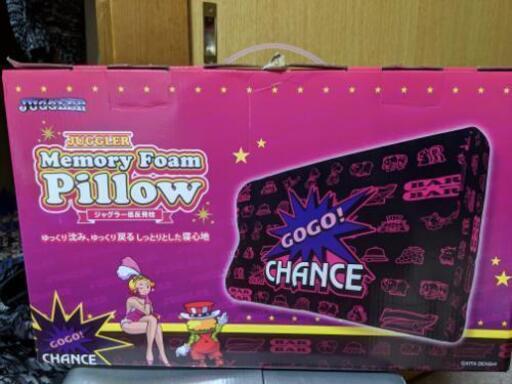 JUGGLER
JUGGLER
Memory Foam
Pillow
ジャグラー低反発枕
ゆっくり沈み、ゆっくり戻る しっとりとした寝心地
GOGO!
CHANCE
BAR
BAR
GOGO!
CHANCE
©KITA DENSHI